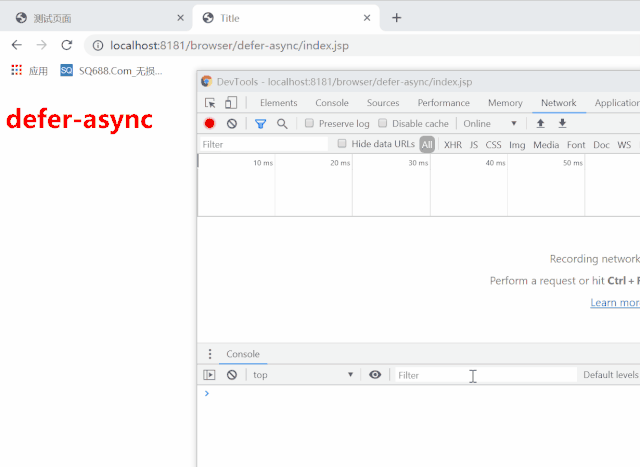 测试页面
Title
localhost:8181/browser/defer-async/index.jsp
应用
SQ SQ688.Com_无损...
defer-async
DevTools - localhost:8181/browser/defer-async/index.jsp
Elements Console Sources Performance Memory Network Application
Preserve log Disable cache Online
Filter Hide data URLs All XHR JS CSS Img Media Font Doc WS
10 ms 20 ms 30 ms 40 ms 50 ms
Recording network
Perform a request or hit Ctrl +
Learn more
Console
top Filter Default levels